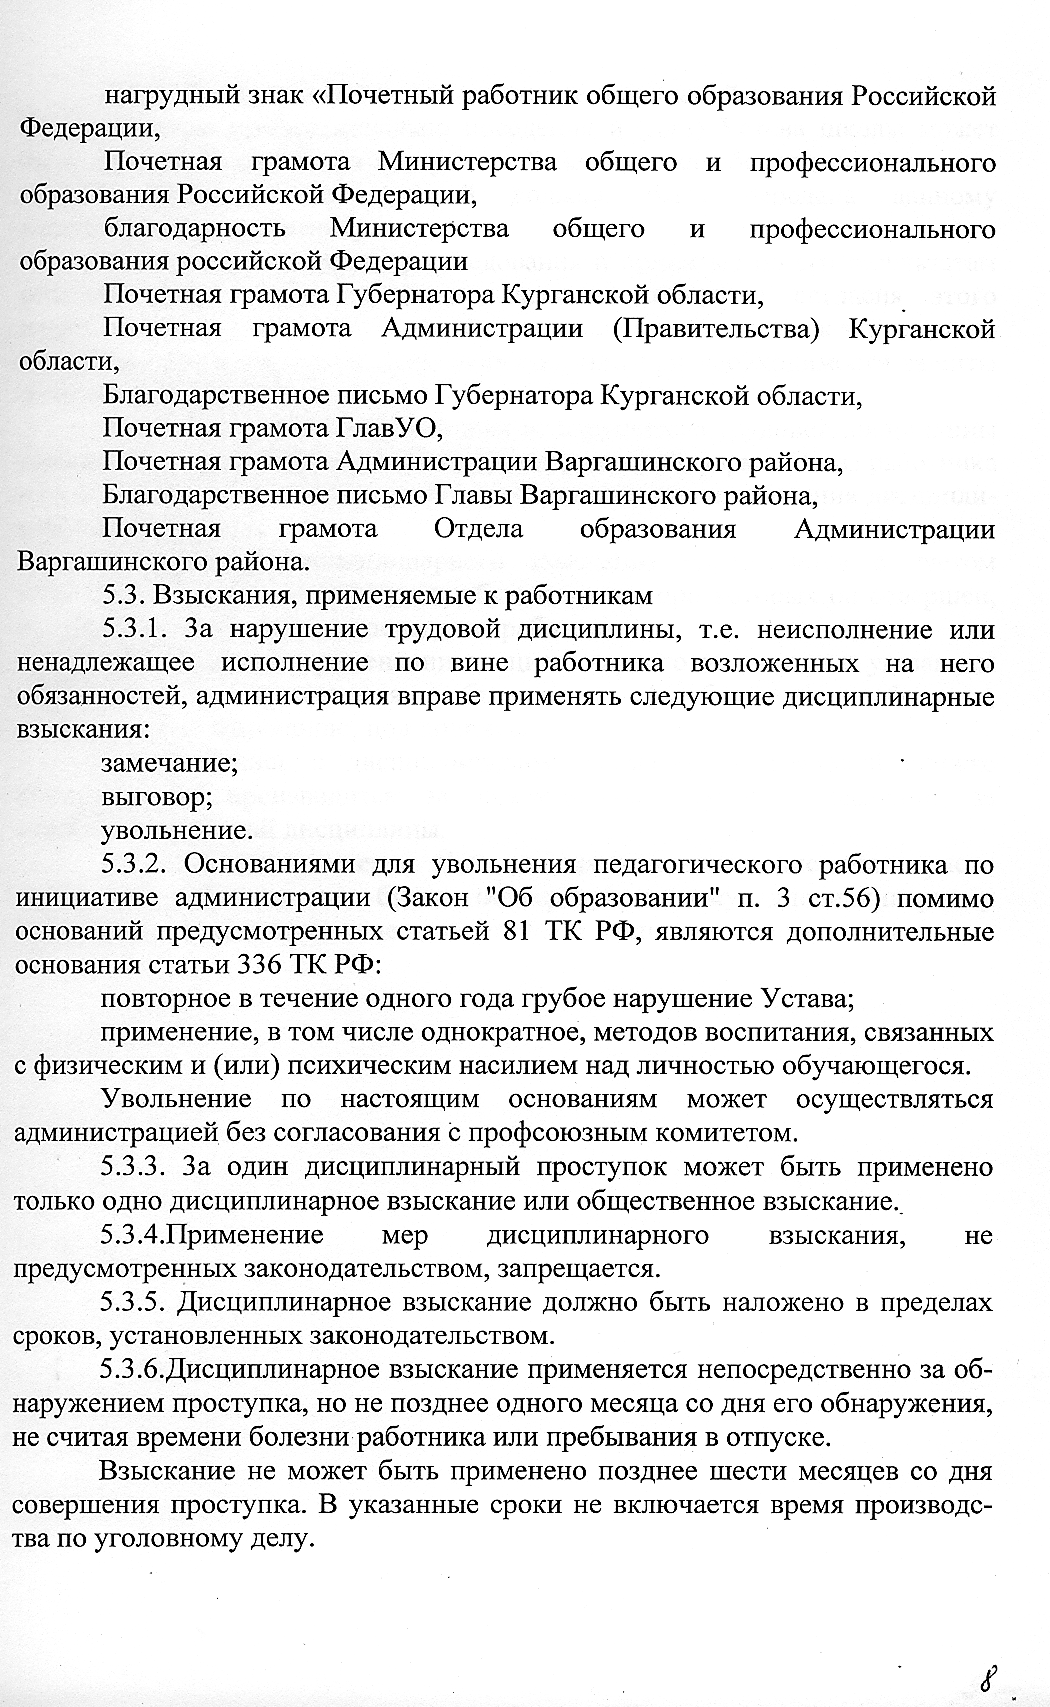 нагрудный знак «Почетный работник общего образования Российской
Федерации,
Почетная грамота Министерства общего и профессионального
образования Российской Федерации,
благодарность Министерства общего и профессионального
образования российской Федерации
Почетная грамота Губернатора Курганской области,
Почетная грамота Администрации (Правительства) Курганской
области,
Благодарственное письмо Губернатора Курганской области,
Почетная грамота ГлавУО,
Почетная грамота Администрации Варгашинского района,
Благодарственное письмо Главы Варгашинского района,
Почетная грамота Отдела образования Администрации
Варгашинского района.
5.3. Взыскания, применяемые к работникам
5.3.1. За нарушение трудовой дисциплины, т.е. неисполнение или
ненадлежащее исполнение по вине работника возложенных на него
обязанностей, администрация вправе применять следующие дисциплинарные
взыскания:
замечание;
выговор;
увольнение.
5.3.2. Основаниями для увольнения педагогического работника по
инициативе администрации (Закон "Об образовании" п. 3 ст.56) помимо
оснований предусмотренных статьей 81 ТК РФ, являются дополнительные
основания статьи 336 ТК РФ:
повторное в течение одного года грубое нарушение Устава;
применение, в том числе однократное, методов воспитания, связанных
с физическим и (или) психическим насилием над личностью обучающегося.
Увольнение по настоящим основаниям может осуществляться
администрацией без согласования с профсоюзным комитетом.
5.3.3. За один дисциплинарный проступок может быть применено
только одно дисциплинарное взыскание или общественное взыскание.
5.3.4.Применение мер дисциплинарного взыскания, не
предусмотренных законодательством, запрещается.
5.3.5. Дисциплинарное взыскание должно быть наложено в пределах
сроков, установленных законодательством.
5.3.6.Дисциплинарное взыскание применяется непосредственно за об-
наружением проступка, но не позднее одного месяца со дня его обнаружения,
не считая времени болезни работника или пребывания в отпуске.
Взыскание не может быть применено позднее шести месяцев со дня
совершения проступка. В указанные сроки не включается время производс-
тва по уголовному делу.
8